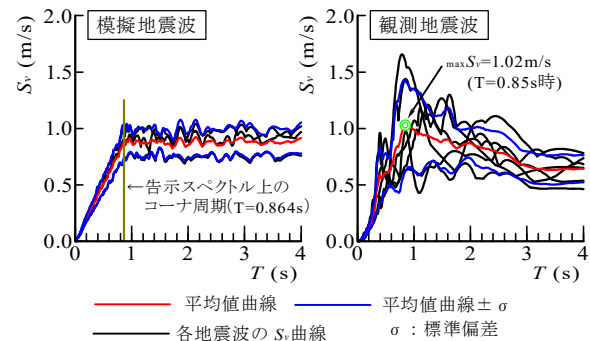 模擬地震波
Sv (m/s)
2.0
1.5
1.0
0.5
0.0
←告示スペクトル上の
コーナ周期(T=0.864s)
0 1 2 3 4
T (s)
観測地震波
Sv (m/s)
2.0
1.5
1.0
0.5
0.0
maxSv=1.02m/s
(T=0.85s時)
0 1 2 3 4
T (s)
平均値曲線
平均値曲線± σ
各地震波の Sv曲線
σ : 標準偏差